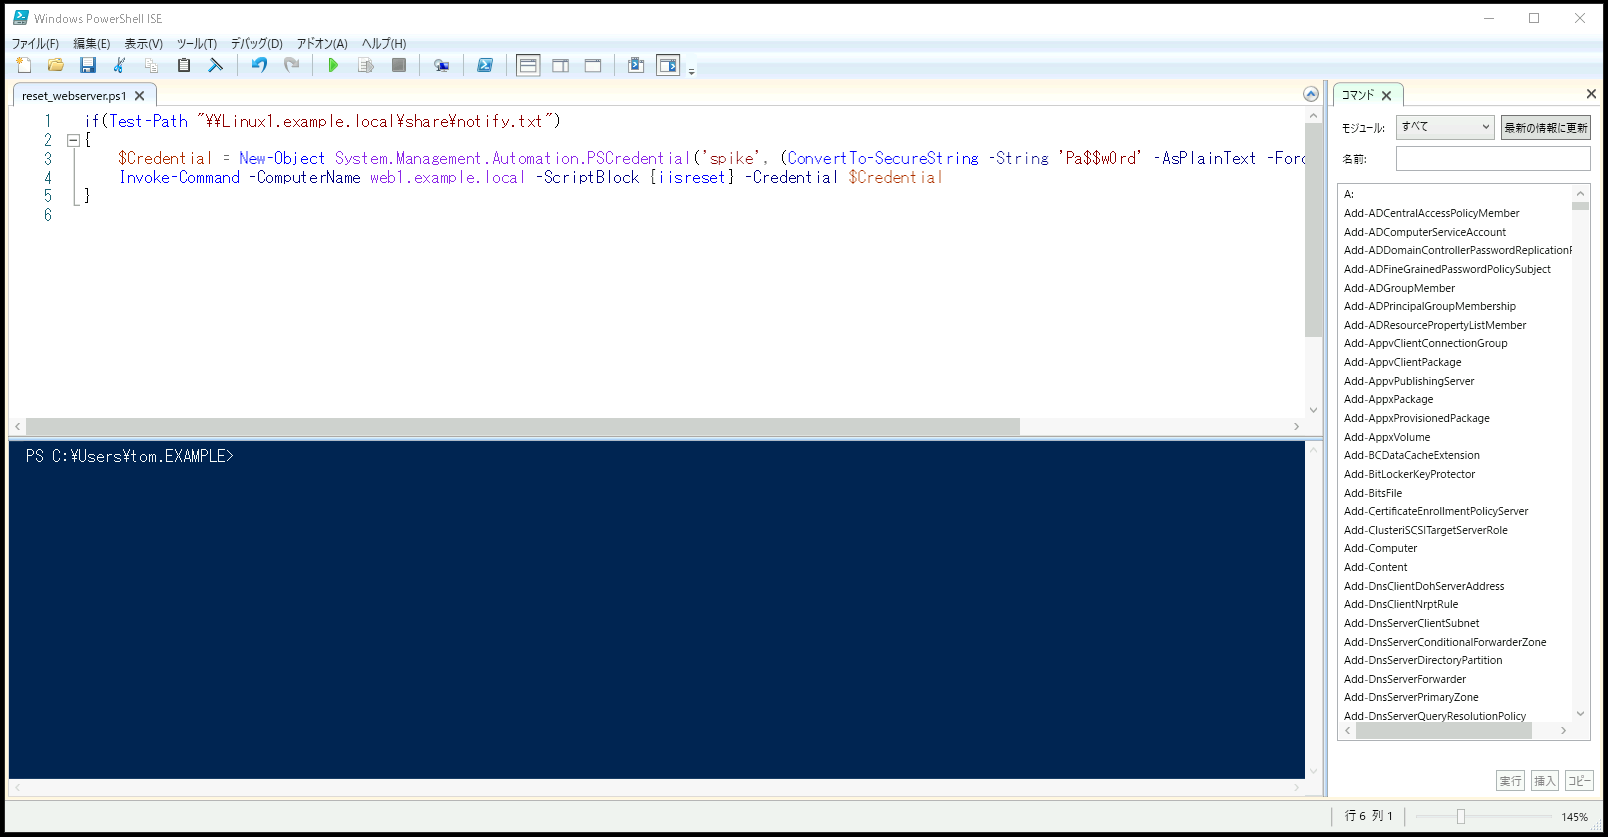 Windows PowerShell ISE
ファイル(F) 編集(E) 表示(V) ツール(T) デバッグ(D) アドオン(A) ヘルプ(H)
reset_webserver.ps1
1 if(Test-Path "¥¥Linux1.example.local¥share¥notify.txt")
2 {
3 $Credential = New-Object System.Management.Automation.PSCredential('spike', (ConvertTo-SecureString -String 'Pa$$w0rd' -AsPlainText -Forc
4 Invoke-Command -ComputerName web1.example.local -ScriptBlock {iisreset} -Credential $Credential
5 }
6
PS C:¥Users¥tom.EXAMPLE>
コマンド
モジュール: すべて 最新の情報に更新
名前:
A:
Add-ADCentralAccessPolicyMember
Add-ADComputerServiceAccount
Add-ADDomainControllerPasswordReplicationP
Add-ADFineGrainedPasswordPolicySubject
Add-ADGroupMember
Add-ADPrincipalGroupMembership
Add-ADResourcePropertyListMember
Add-AppvClientConnectionGroup
Add-AppvClientPackage
Add-AppvPublishingServer
Add-AppxPackage
Add-AppxProvisionedPackage
Add-AppxVolume
Add-BCDataCacheExtension
Add-BitLockerKeyProtector
Add-BitsFile
Add-CertificateEnrollmentPolicyServer
Add-ClusteriSCSITargetServerRole
Add-Computer
Add-Content
Add-DnsClientDohServerAddress
Add-DnsClientNrptRule
Add-DnsServerClientSubnet
Add-DnsServerConditionalForwarderZone
Add-DnsServerDirectoryPartition
Add-DnsServerForwarder
Add-DnsServerPrimaryZone
Add-DnsServerQueryResolutionPolicy
実行 挿入 コピー
行 6 列 1 145%